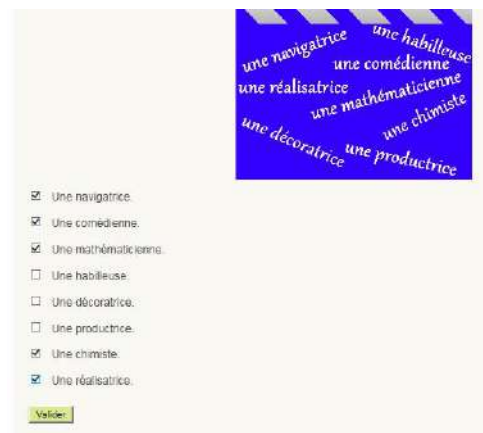 une navigatrice
une habilleuse
une comédienne
une réalisatrice
une mathématicienne
une chimiste
une décoratrice
une productrice
Une navigatrice.
Une comédienne.
Une mathématicienne.
Une habilleuse.
Une décoratrice.
Une productrice.
Une chimiste.
Une réalisatrice.
Valider